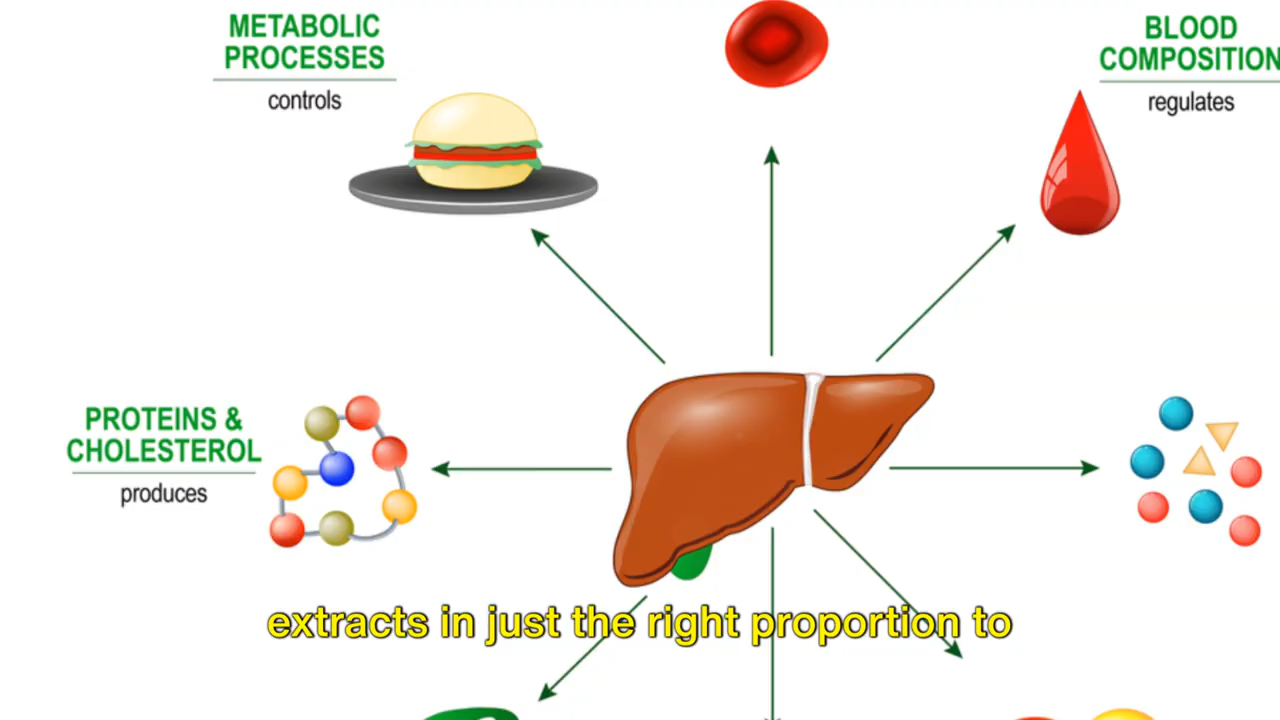 METABOLIC
PROCESSES
controls
BLOOD
COMPOSITION
regulates
PROTEINS &
CHOLESTEROL
produces
extracts in just the right proportion to